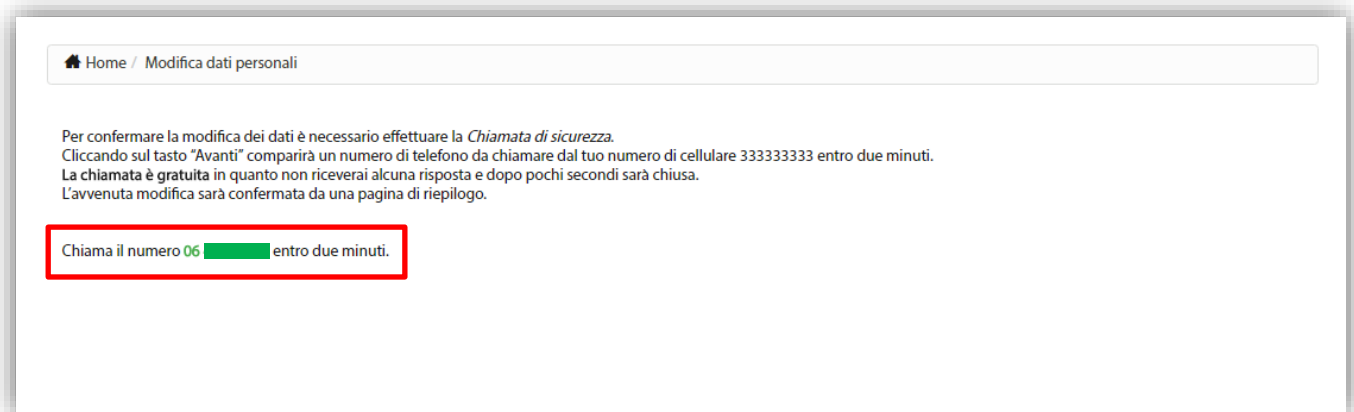 Home / Modifica dati personali
Per confermare la modifica dei dati è necessario effettuare la Chiamata di sicurezza.
Cliccando sul tasto “Avanti” comparirà un numero di telefono da chiamare dal tuo numero di cellulare 333333333 entro due minuti.
La chiamata è gratuita in quanto non riceverai alcuna risposta e dopo pochi secondi sarà chiusa.
L’avvenuta modifica sarà confermata da una pagina di riepilogo.
Chiama il numero 06 entro due minuti.